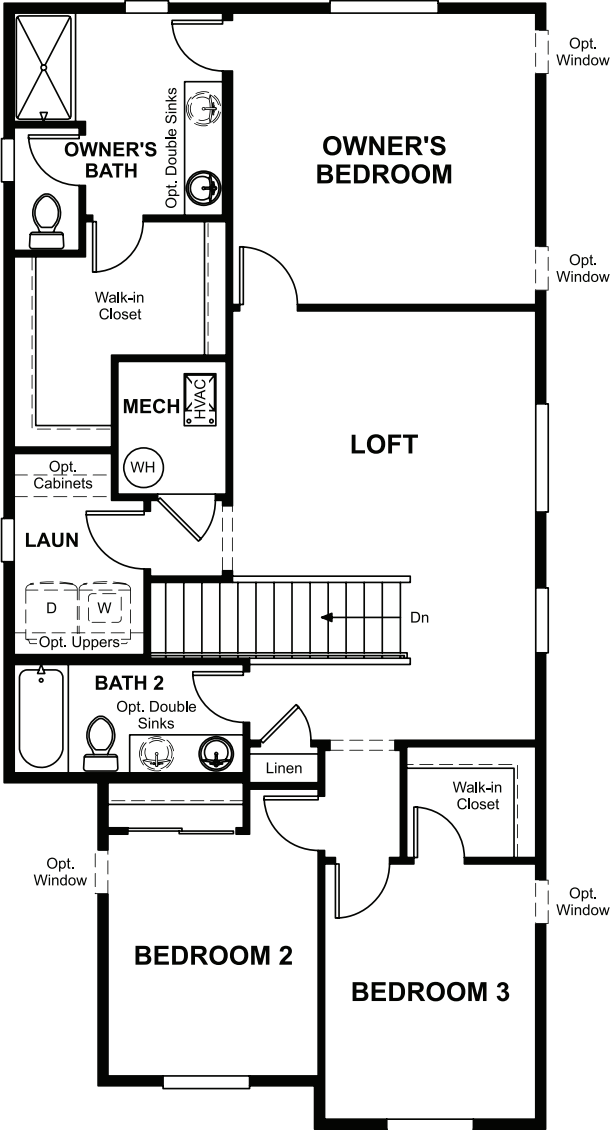 Opt.
Window
OWNER'S
BATH
Opt. Double Sinks
OWNER'S
BEDROOM
Opt.
Window
Walk-in
Closet
MECH
HVAC
WH
LOFT
Opt.
Cabinets
LAUN
D
W
Opt. Uppers
Dn
BATH 2
Opt. Double
Sinks
Linen
Walk-in
Closet
Opt.
Window
Opt.
Window
BEDROOM 2
BEDROOM 3